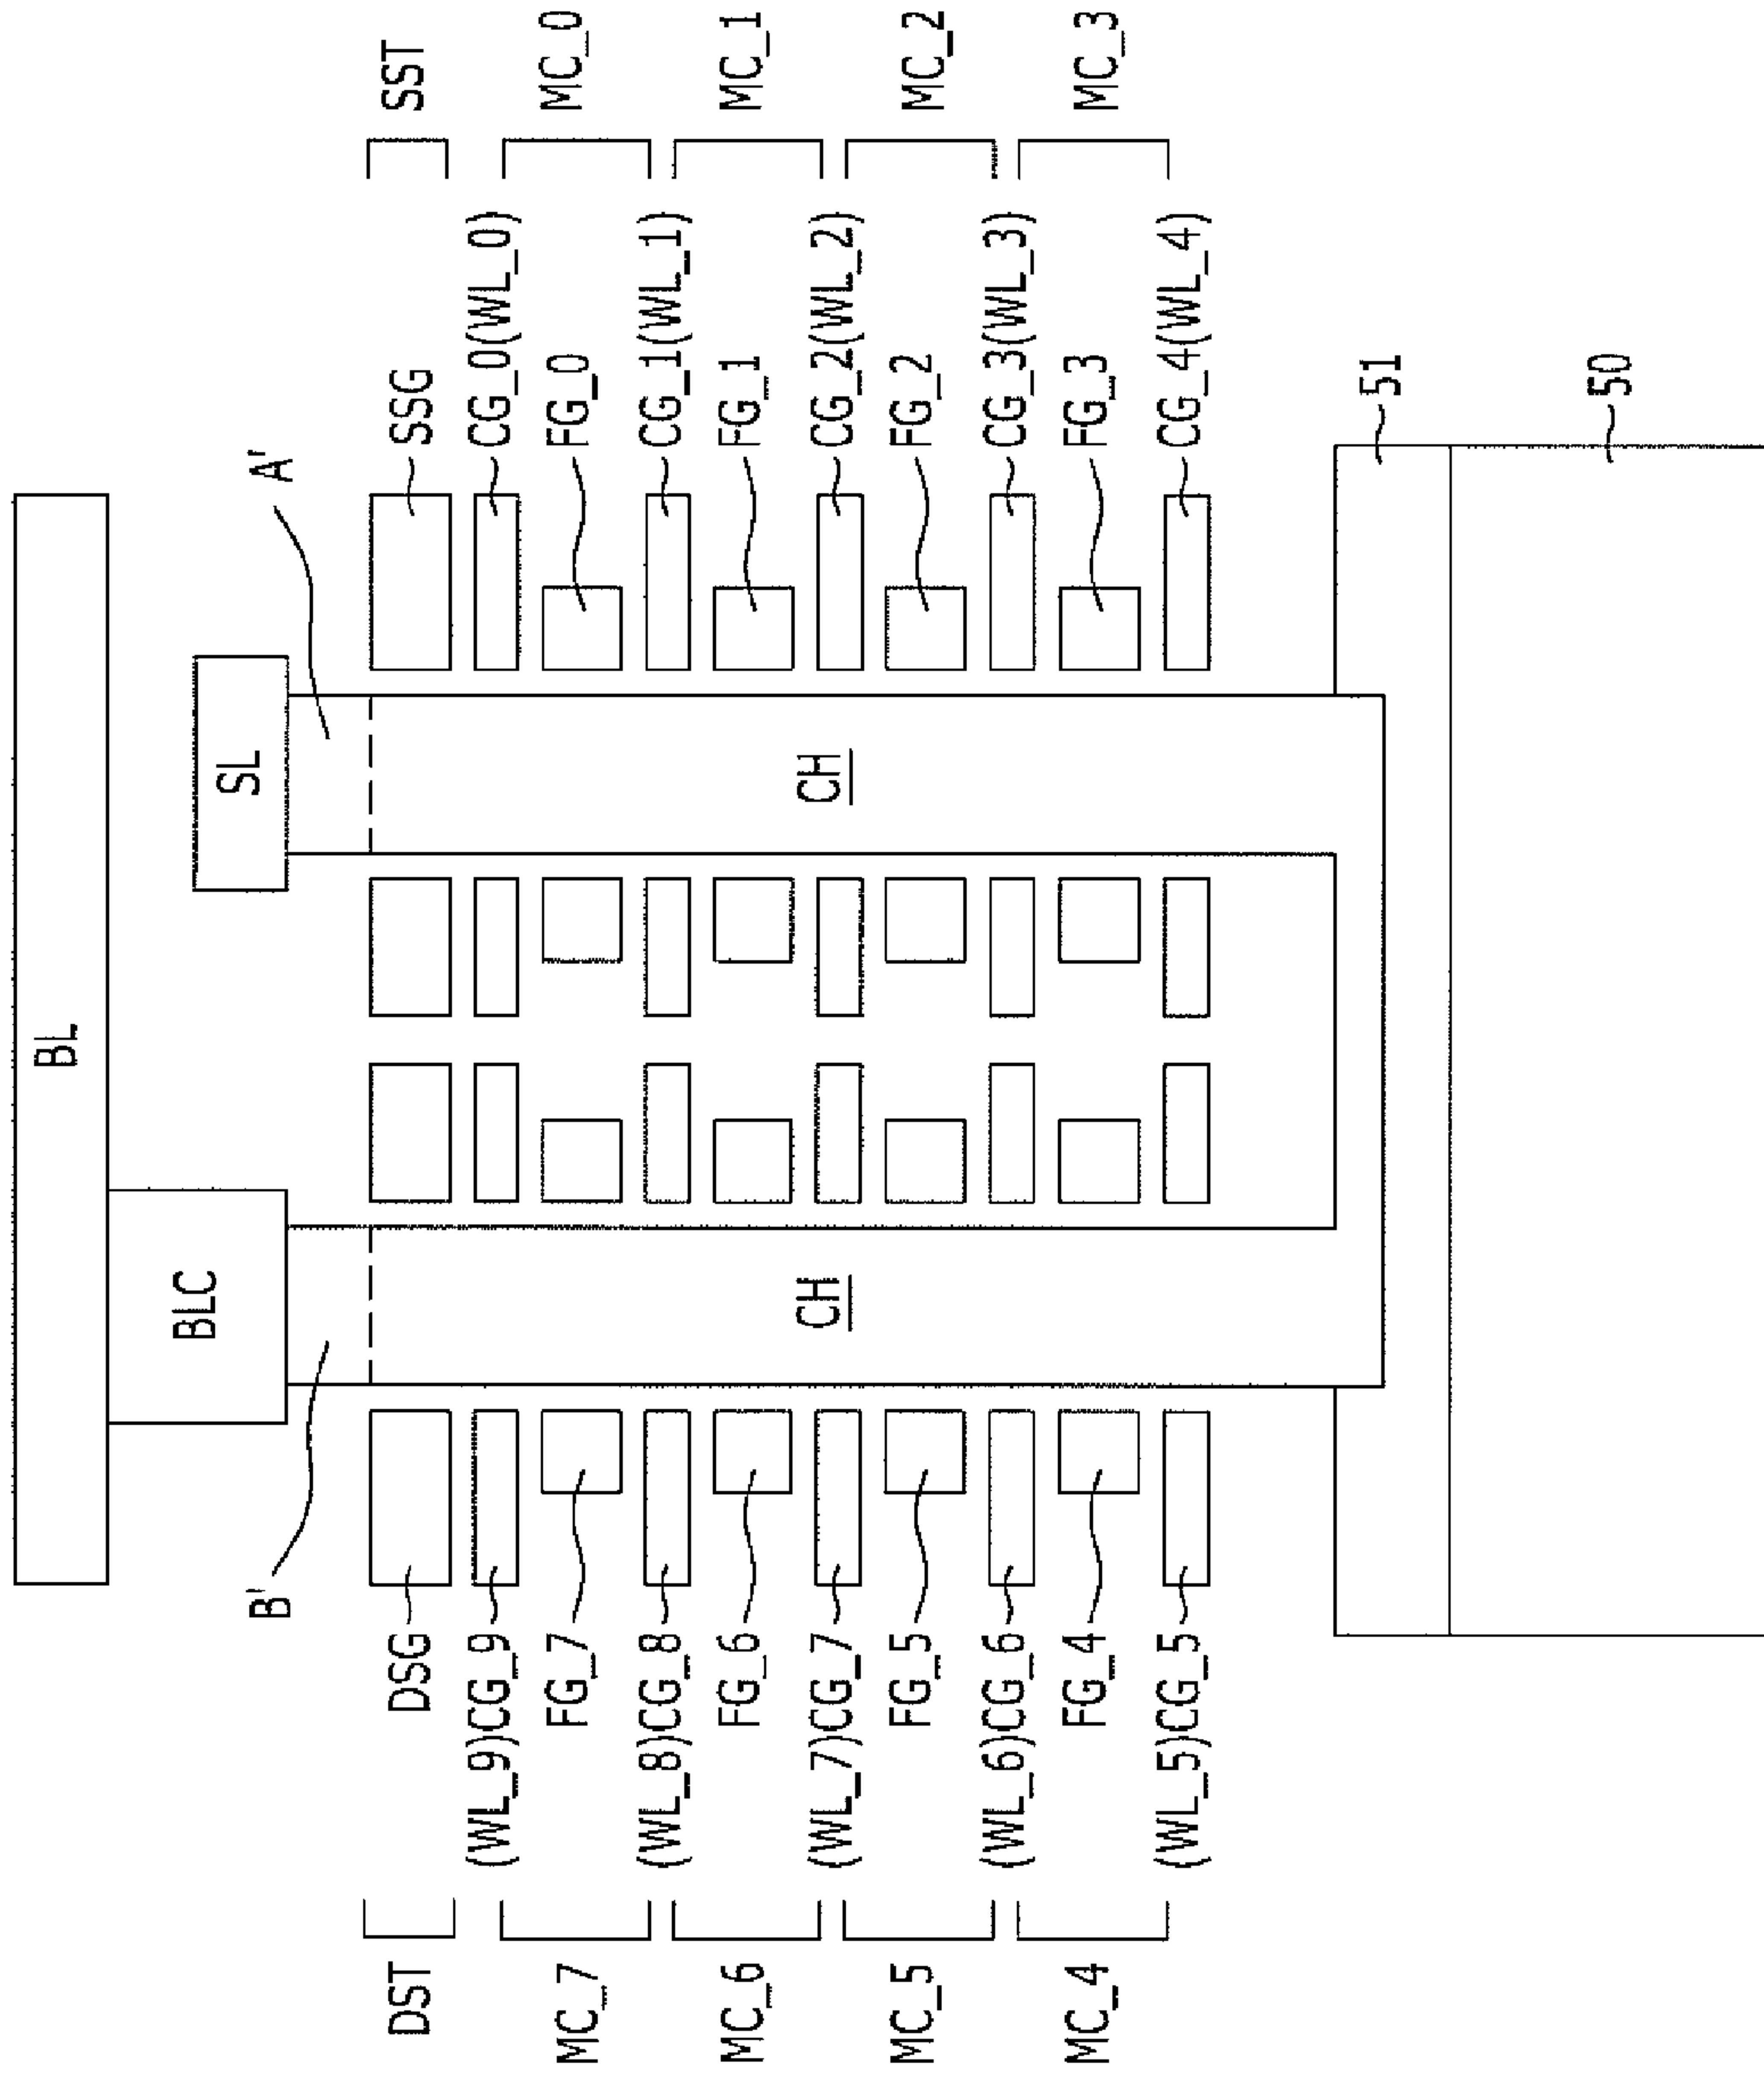 BL
BLC
SL
B'
A'
DST
DSG
SSG
SST
(WL_9)CG_9
CG_0(WL_0)
MC_7
FG_7
FG_0
MC_0
(WL_8)CG_8
CG_1(WL_1)
MC_6
FG_6
FG_1
MC_1
CH
CH
(WL_7)CG_7
CG_2(WL_2)
MC_5
FG_5
FG_2
MC_2
(WL_6)CG_6
CG_3(WL_3)
MC_4
FG_4
FG_3
MC_3
(WL_5)CG_5
CG_4(WL_4)
51
50